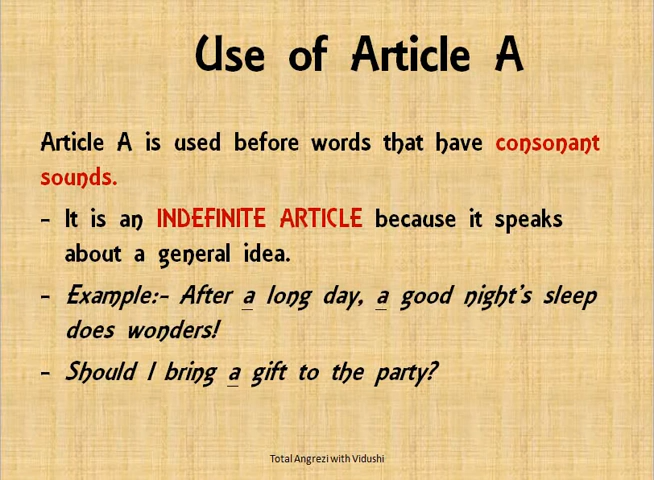 Use of Article A
Article A is used before words that have consonant
sounds.
- It is an INDEFINITE ARTICLE because it speaks
about a general idea.
- Example:- After a long day, a good night's sleep
does wonders!
- Should I bring a gift to the party?
Total Angrezi with Vidushi